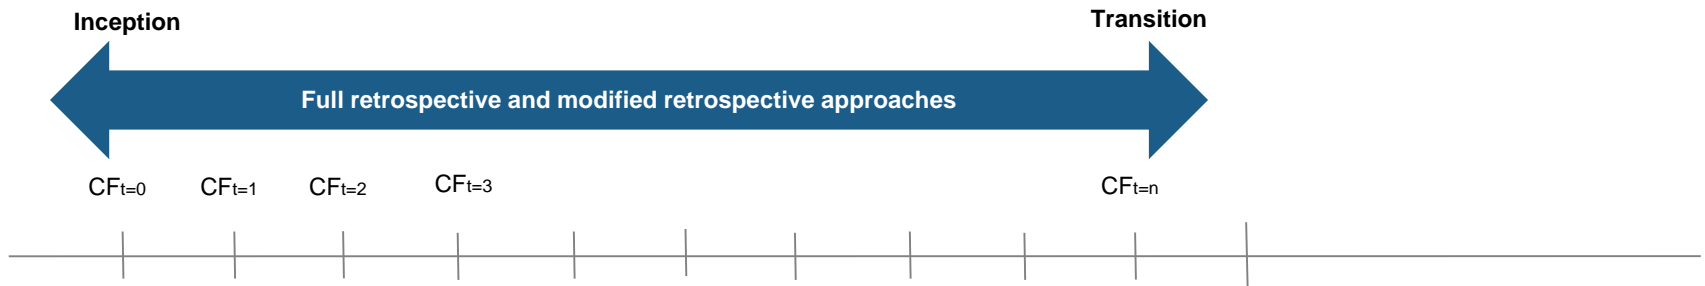 Inception Transition
Full retrospective and modified retrospective approaches
CFt=0 CFt=1 CFt=2 CFt=3 CFt=n